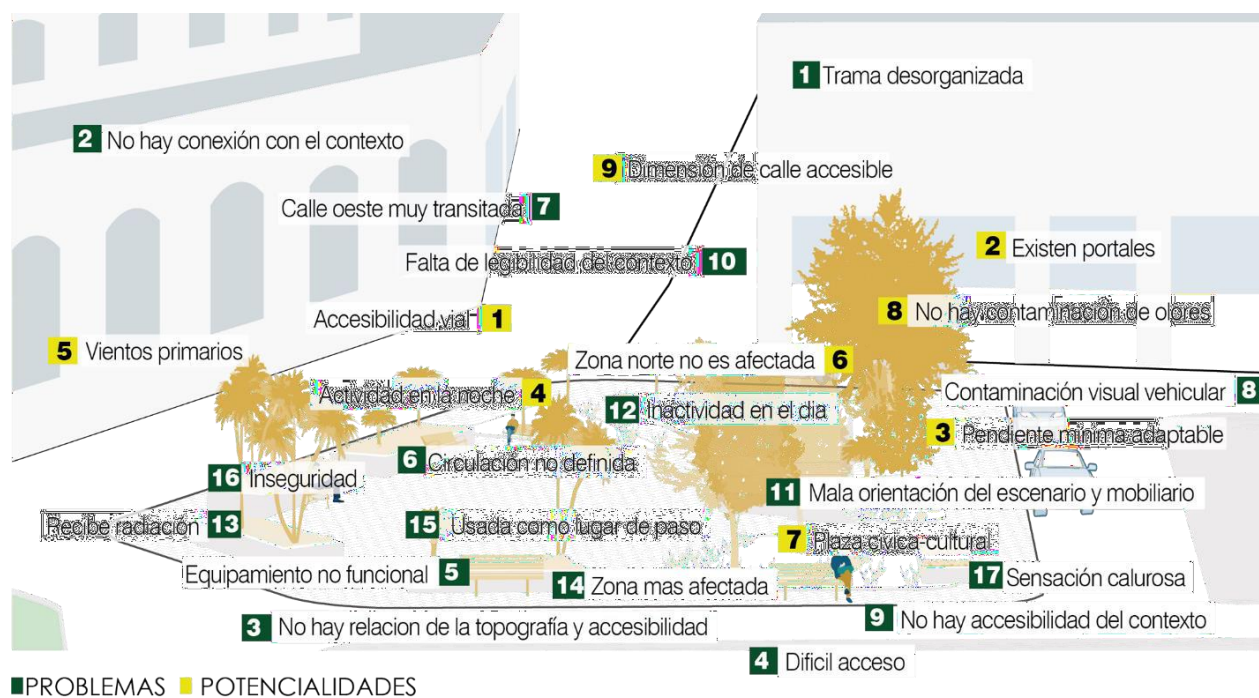 1 Trama desorganizada
2 No hay conexión con el contexto
9 Dimensión de calle accesible
Calle oeste muy transitada 7
2 Existen portales
Falta de legibilidad del contexto 10
8 No hay contaminación de olores
Accesibilidad vial 1
5 Vientos primarios
Zona norte no es afectada 6
Actividad en la noche 4
Contaminación visual vehicular 8
12 Inactividad en el dia
3 Pendiente mínima adaptable
6 Circulación no definida
16 Inseguridad
11 Mala orientación del escenario y mobiliario
Recibe radiación 13
15 Usada como lugar de paso
7 Plaza cívica-cultural
Equipamiento no funcional 5
14 Zona mas afectada
17 Sensación calurosa
9 No hay accesibilidad del contexto
3 No hay relacion de la topografía y accesibilidad
4 Dificil acceso
PROBLEMAS POTENCIALIDADES